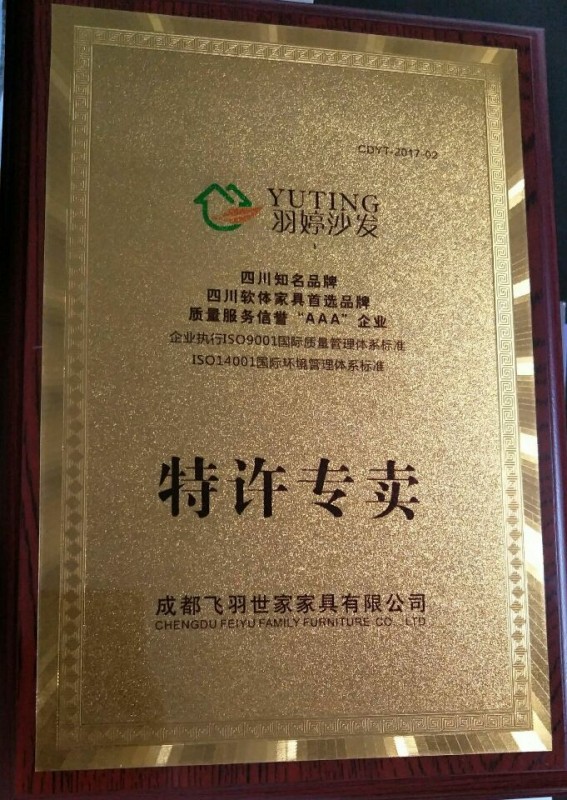 CDYT-2017-02
YUTING
羽婷沙发
四川知名品牌
四川软体家具首选品牌
质量服务信誉“AAA”企业
企业执行ISO9001国际质量管理体系标准
ISO14001国际环境管理体系标准
特许专卖
成都飞羽世家家具有限公司
CHENGDU FEIYU FAMILY FURNITURE CO., LTD